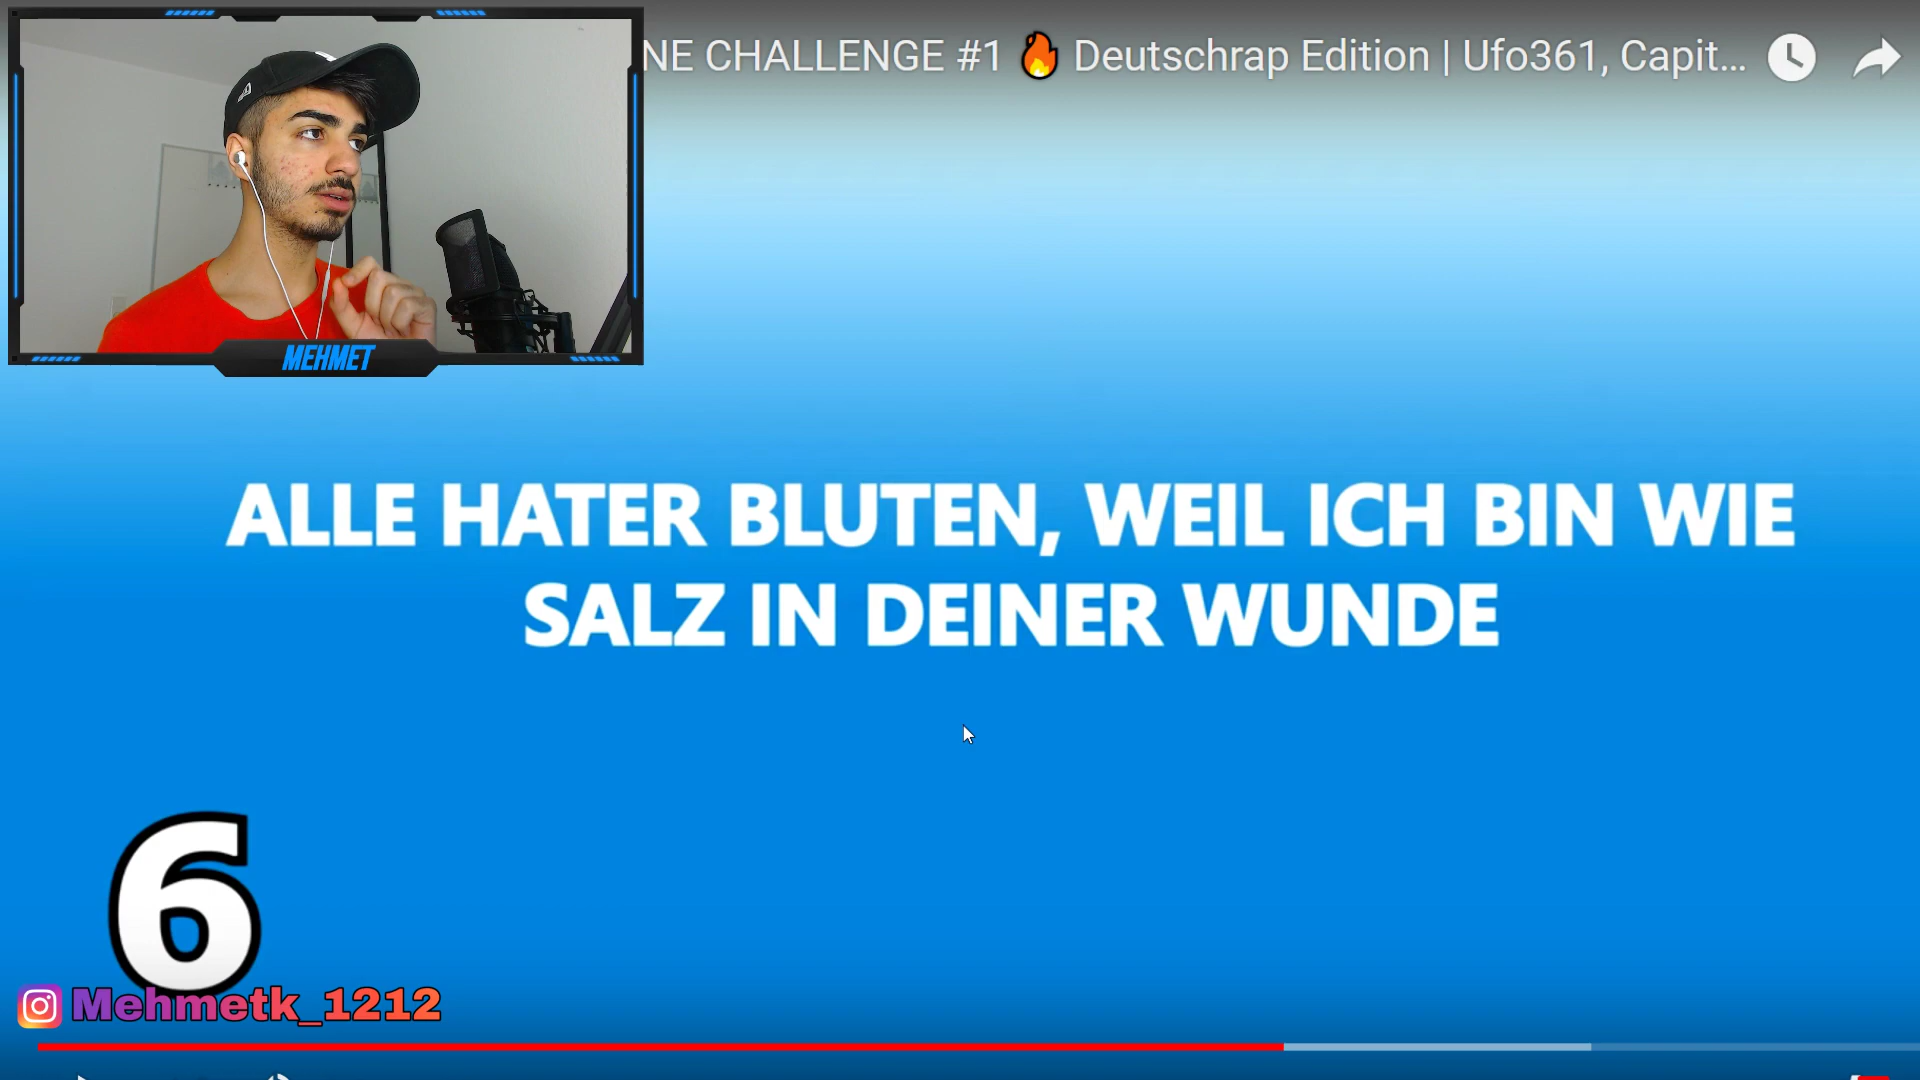 NE CHALLENGE #1 🔥 Deutschrap Edition | Ufo361, Capit...
MEHMET
ALLE HATER BLUTEN, WEIL ICH BIN WIE
SALZ IN DEINER WUNDE
6
Mehmetk_1212